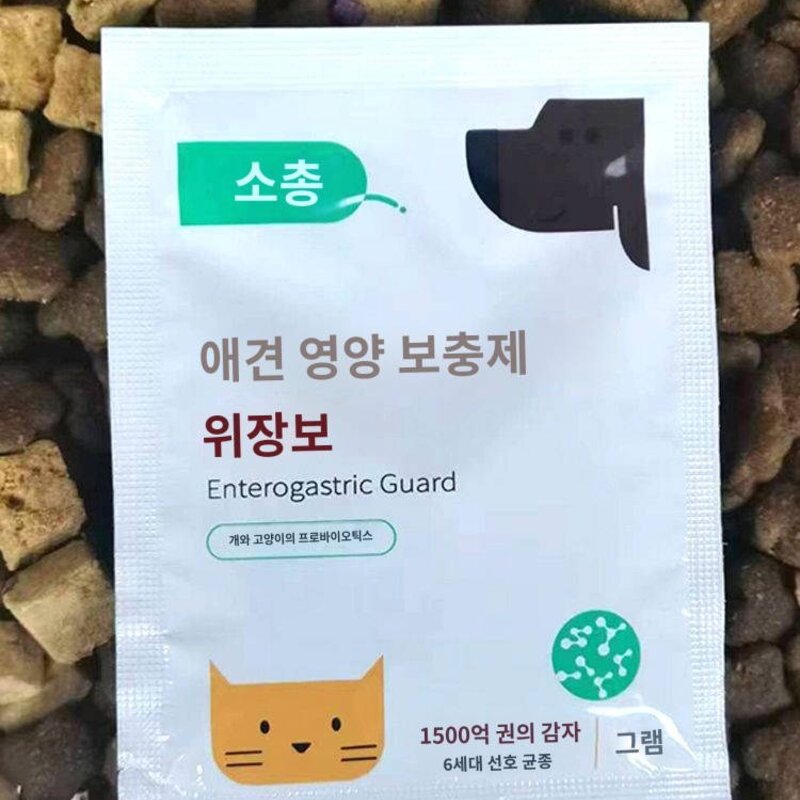 소총
애견 영양 보충제
위장보
Enterogastric Guard
개와 고양이의 프로바이오틱스
1500억 권의 감자
6세대 선호 균종
그램